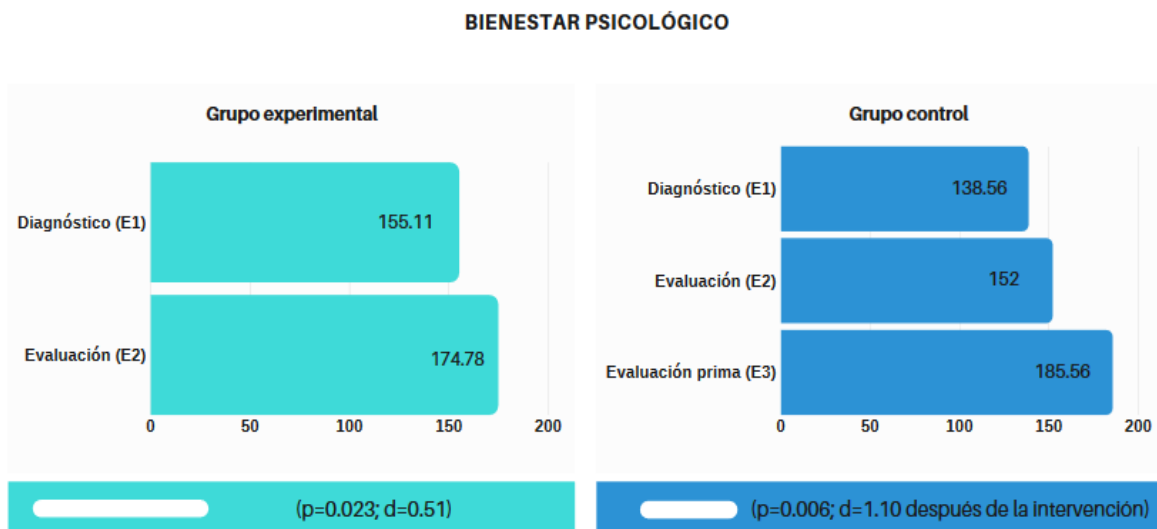 BIENESTAR PSICOLÓGICO
Grupo experimental
Diagnóstico (E1)
155.11
Evaluación (E2)
174.78
0 50 100 150 200
(p=0.023; d=0.51)
Grupo control
Diagnóstico (E1)
138.56
Evaluación (E2)
152
Evaluación prima (E3)
185.56
0 50 100 150 200
(p=0.006; d=1.10 después de la intervención)